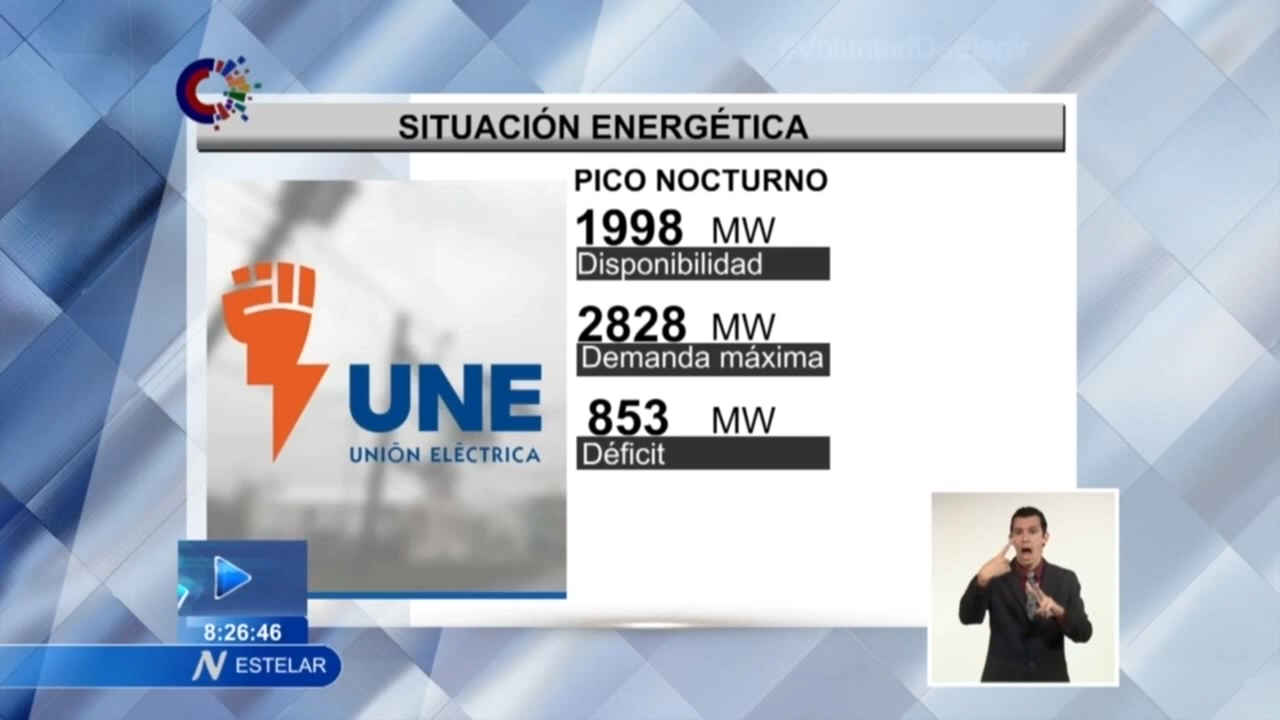 #VoluntadDeElegir
SITUACIÓN ENERGÉTICA
PICO NOCTURNO
1998 MW
Disponibilidad
2828 MW
Demanda máxima
853 MW
Déficit
UNE
UNIÓN ELÉCTRICA
8:26:46
N ESTELAR